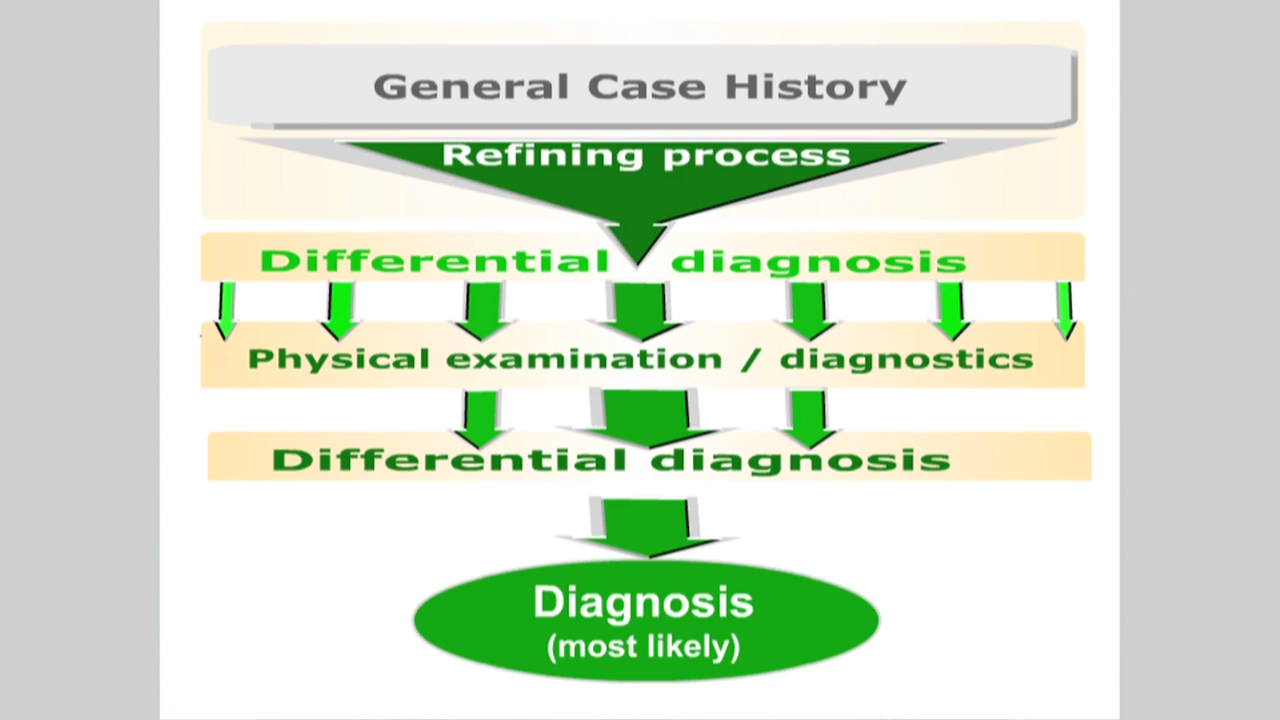 General Case History
Refining process
Differential diagnosis
Physical examination / diagnostics
Differential diagnosis
Diagnosis
(most likely)